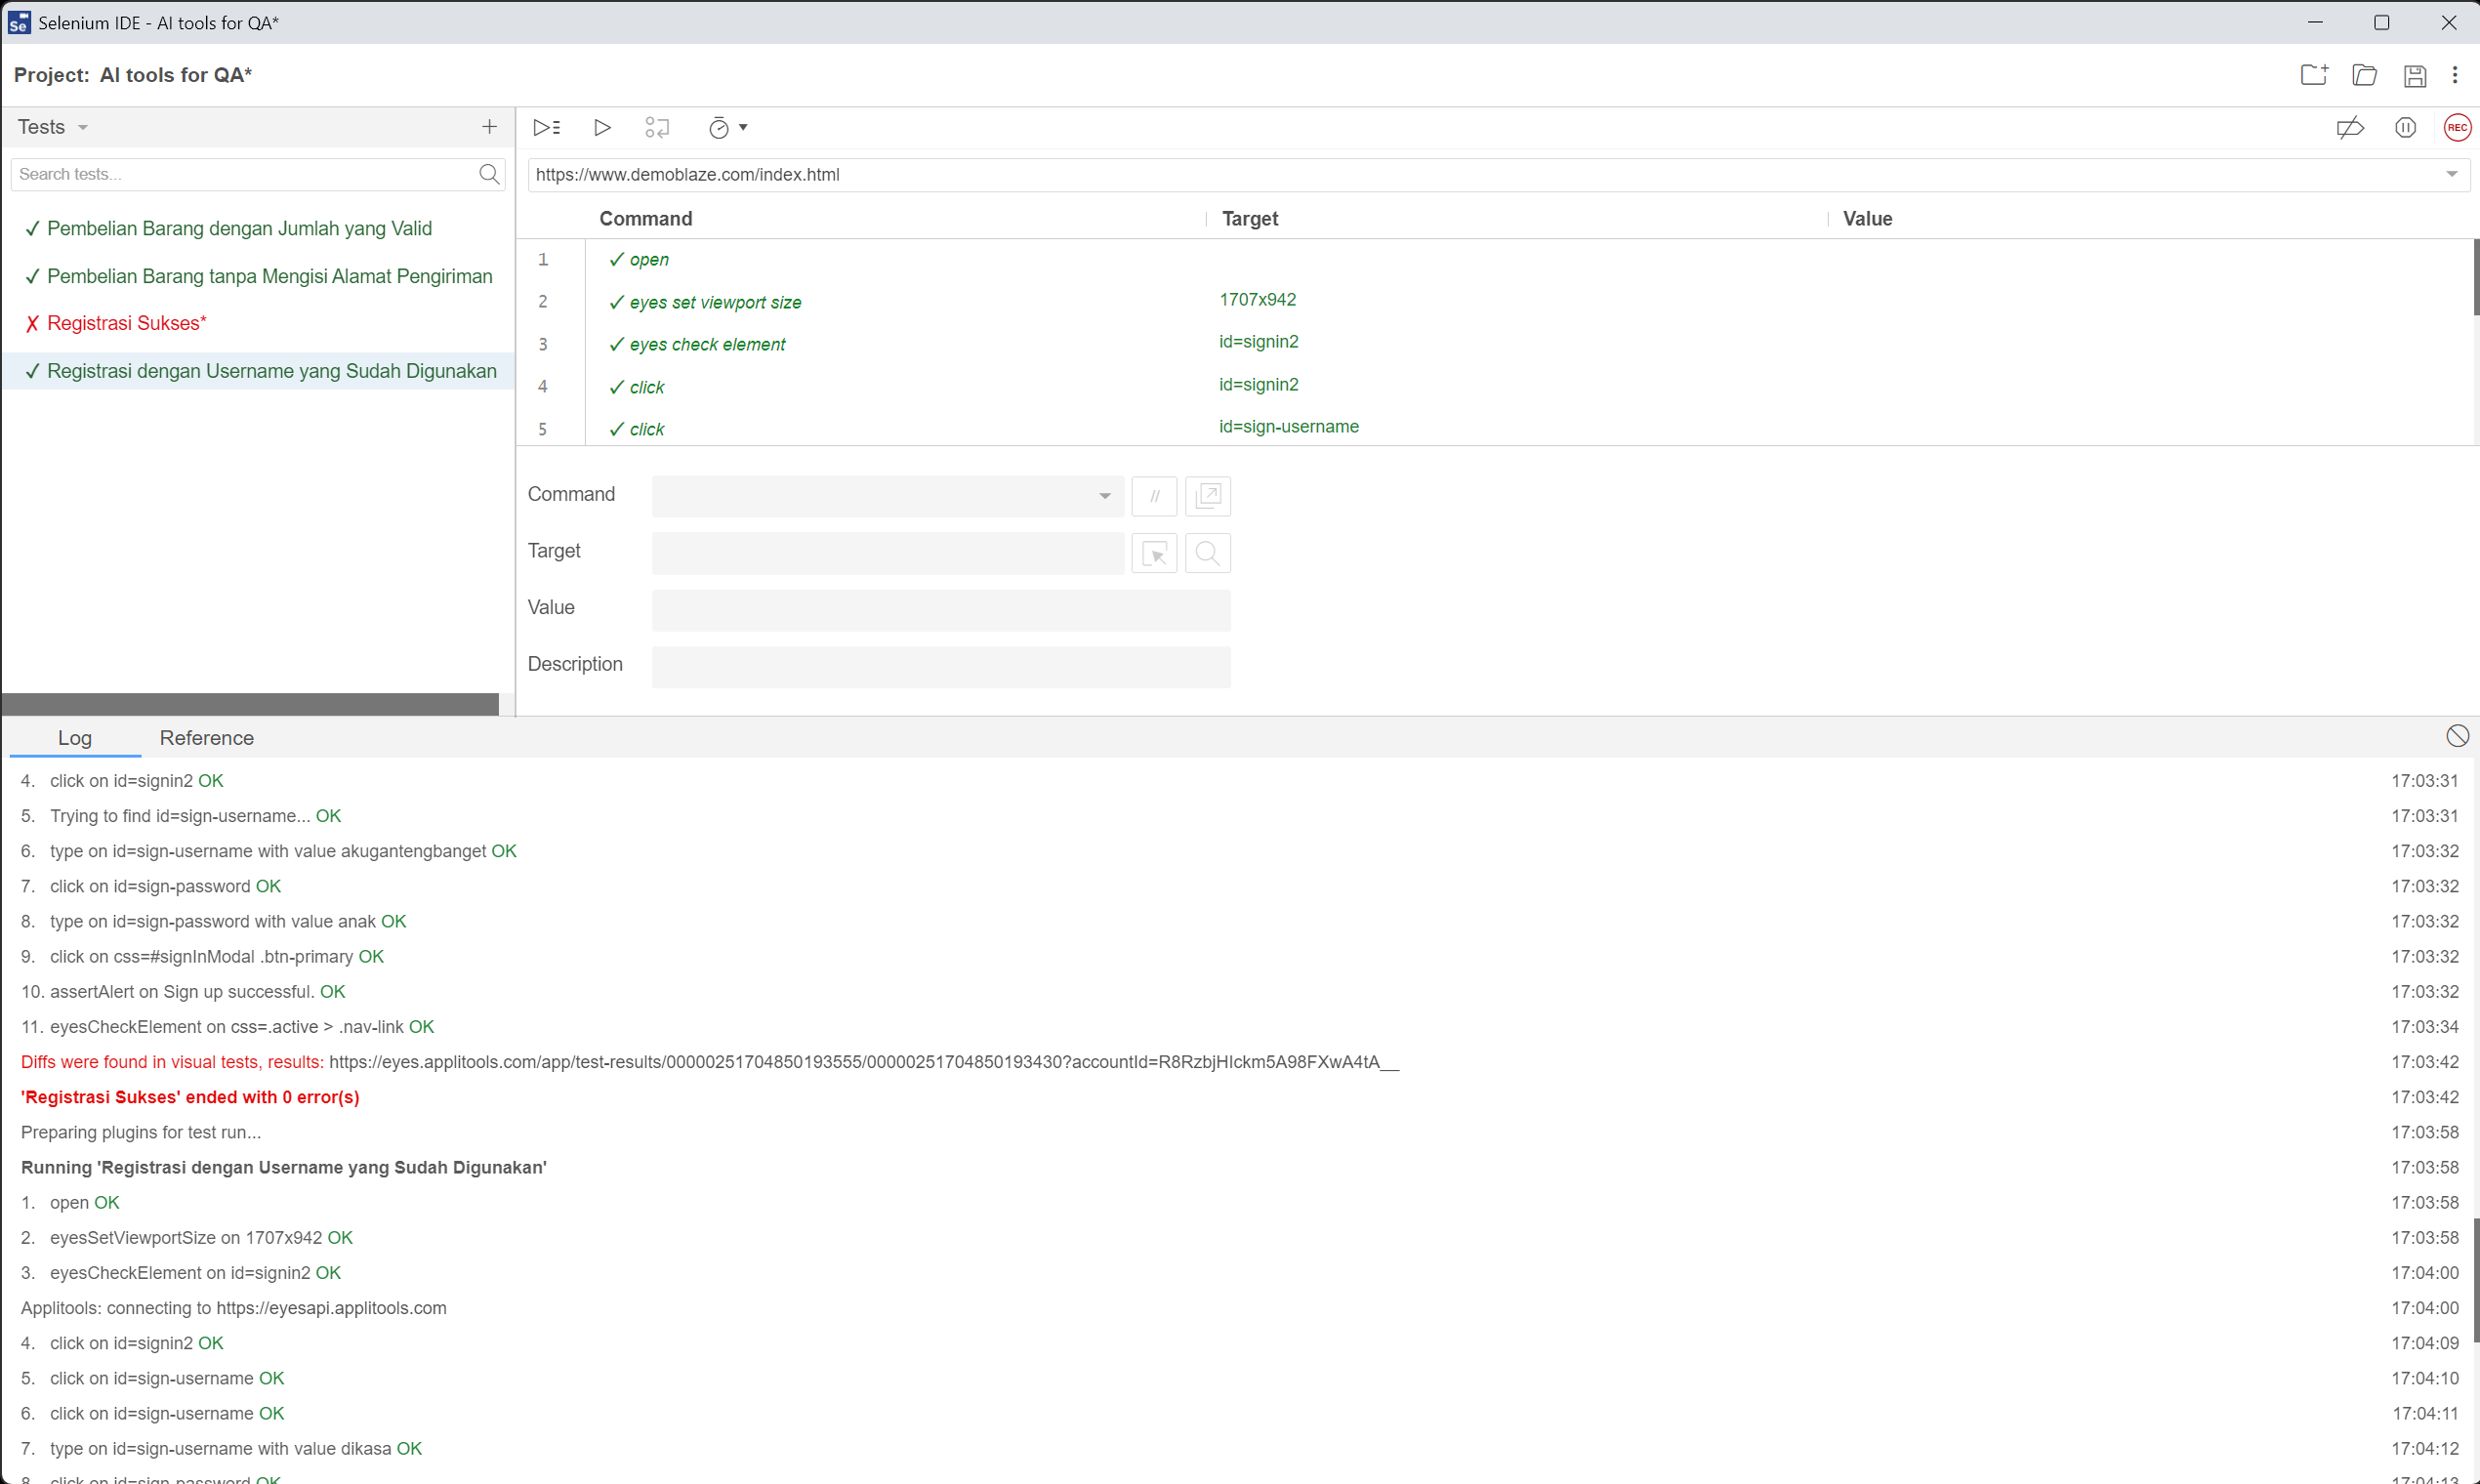 Selenium IDE - AI tools for QA*
Project: AI tools for QA*
Tests
Search tests...
✓ Pembelian Barang dengan Jumlah yang Valid
✓ Pembelian Barang tanpa Mengisi Alamat Pengiriman
✗ Registrasi Sukses*
✓ Registrasi dengan Username yang Sudah Digunakan
REC
https://www.demoblaze.com/index.html
Command Target Value
1 ✓ open
2 ✓ eyes set viewport size 1707x942
3 ✓ eyes check element id=signin2
4 ✓ click id=signin2
5 ✓ click id=sign-username
Command //
Target
Value
Description
Log Reference
4. click on id=signin2 OK 17:03:31
5. Trying to find id=sign-username... OK 17:03:31
6. type on id=sign-username with value akugantengbanget OK 17:03:32
7. click on id=sign-password OK 17:03:32
8. type on id=sign-password with value anak OK 17:03:32
9. click on css=#signInModal .btn-primary OK 17:03:32
10. assertAlert on Sign up successful. OK 17:03:32
11. eyesCheckElement on css=.active > .nav-link OK 17:03:34
Diffs were found in visual tests, results: https://eyes.applitools.com/app/test-results/00000251704850193555/00000251704850193430?accountId=R8RzbjHIckm5A98FXwA4tA__ 17:03:42
'Registrasi Sukses' ended with 0 error(s) 17:03:42
Preparing plugins for test run... 17:03:58
Running 'Registrasi dengan Username yang Sudah Digunakan' 17:03:58
1. open OK 17:03:58
2. eyesSetViewportSize on 1707x942 OK 17:03:58
3. eyesCheckElement on id=signin2 OK 17:04:00
Applitools: connecting to https://eyesapi.applitools.com 17:04:00
4. click on id=signin2 OK 17:04:09
5. click on id=sign-username OK 17:04:10
6. click on id=sign-username OK 17:04:11
7. type on id=sign-username with value dikasa OK 17:04:12
8. click on id=sign-password OK 17:04:13